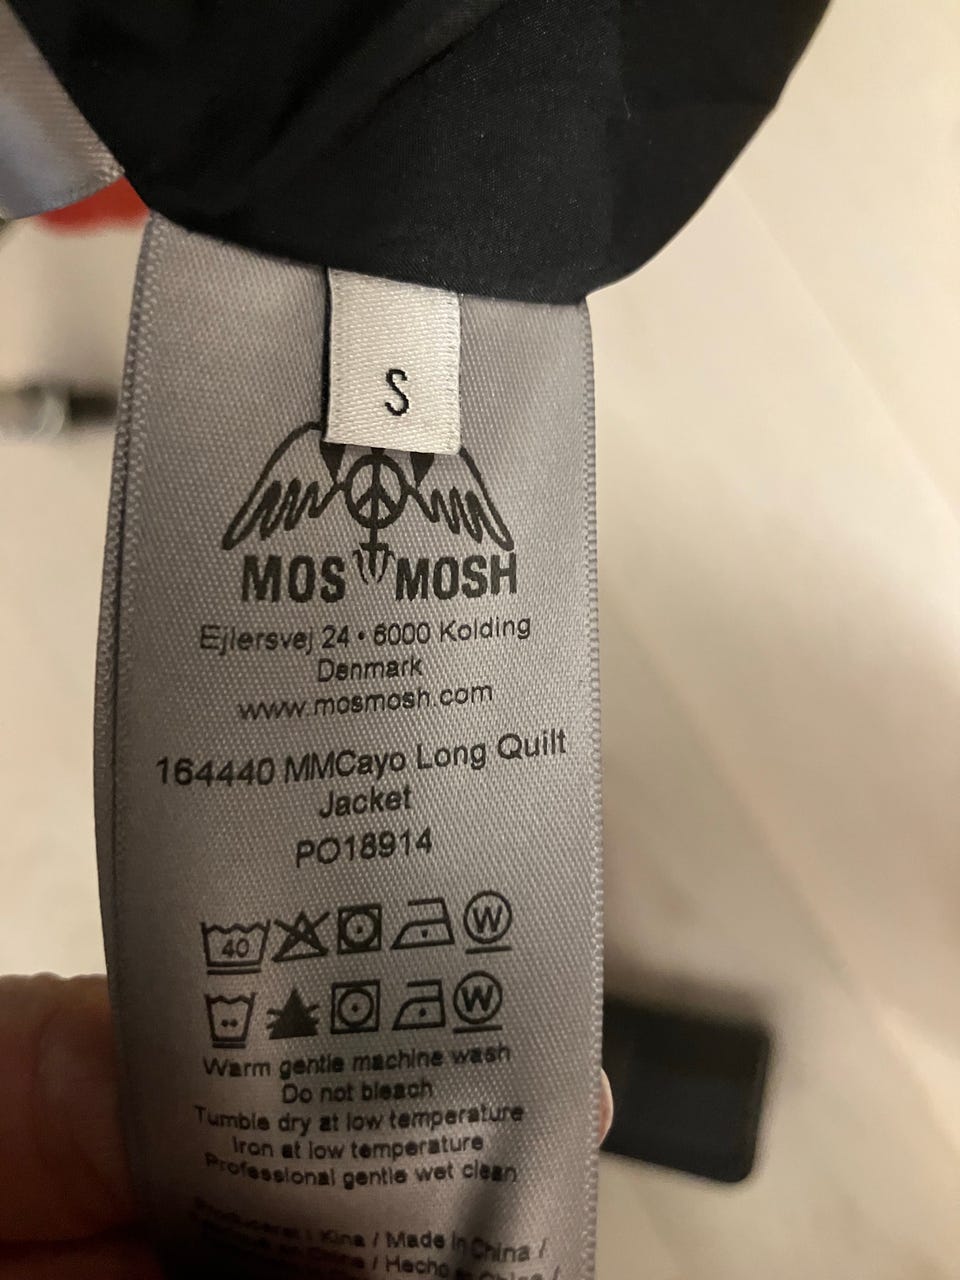 S
MOS MOSH
Ejlersvej 24 • 6000 Kolding
Denmark
www.mosmosh.com
164440 MMCayo Long Quilt
Jacket
PO18914
40 W
W
Warm gentle machine wash
Do not bleach
Tumble dry at low temperature
Iron at low temperature
Professional gentle wet clean
/ Kina / Made In China /
/ Hecho